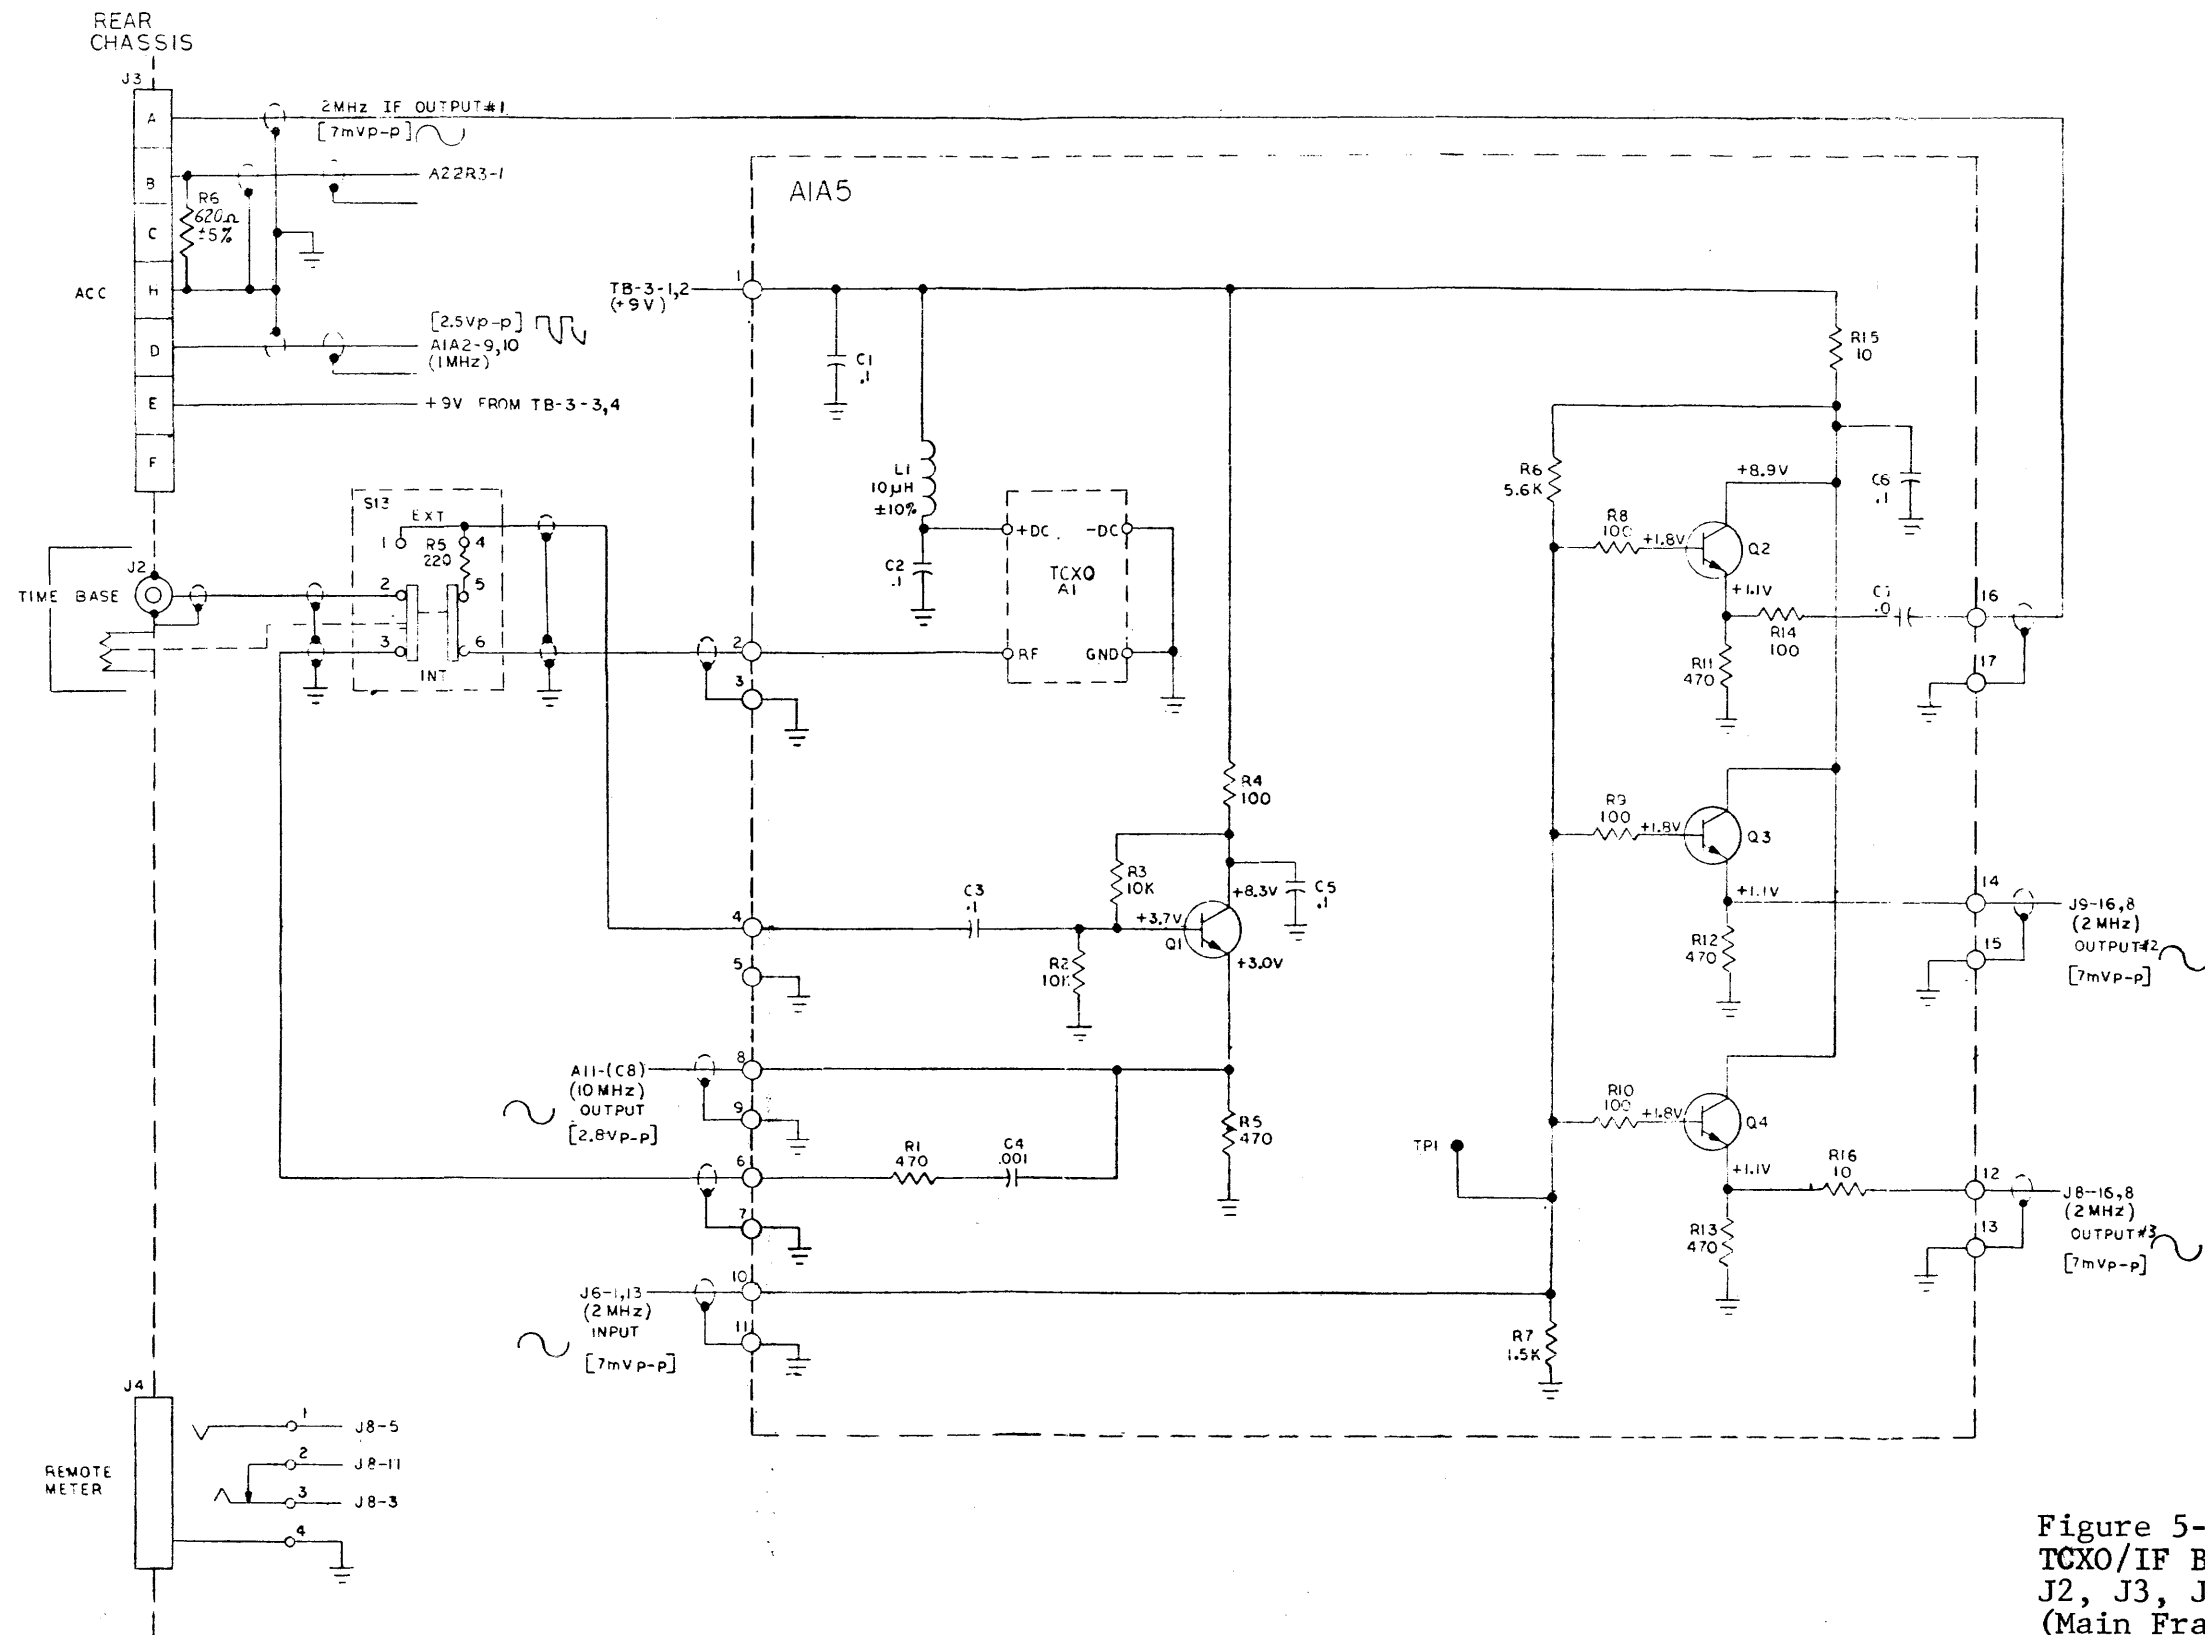 REAR
CHASSIS
J3
A
2MHz IF OUTPUT#1
[7mVp-p]
B
A22R3-1
R6
620Ω
±5%
C
ACC
H
[2.5Vp-p]
D
A1A2-9,10
(1MHz)
E
+9V FROM TB-3-3,4
F
A1A5
TB-3-1,2
(+9V)
1
C1
.1
L1
10µH
±10%
C2
.1
+DC
-DC
TCXO
A1
RF
GND
S13
EXT
1
R5
220
4
2
5
3
6
INT
J2
TIME BASE
2
3
R15
10
R6
5.6K
+8.9V
C6
.1
R8
100
+1.8V
Q2
+1.1V
R14
100
C7
.0
16
17
R11
470
R4
100
R3
10K
+8.3V
C5
.1
C3
.1
+3.7V
Q1
+3.0V
R2
10K
4
5
R9
100
+1.8V
Q3
+1.1V
R12
470
14
15
J9-16,8
(2MHz)
OUTPUT#2
[7mVp-p]
A11-(C8)
(10MHz)
OUTPUT
[2.8Vp-p]
8
9
6
7
R1
470
C4
.001
R5
470
TP1
R10
100
+1.8V
Q4
+1.1V
R16
10
R13
470
12
13
J8-16,8
(2MHz)
OUTPUT#3
[7mVp-p]
J6-1,13
(2MHz)
INPUT
[7mVp-p]
10
11
R7
1.5K
J4
REMOTE
METER
1
J8-5
2
J8-11
3
J8-3
4
Figure 5-
TCXO/IF B
J2, J3, J
(Main Fra